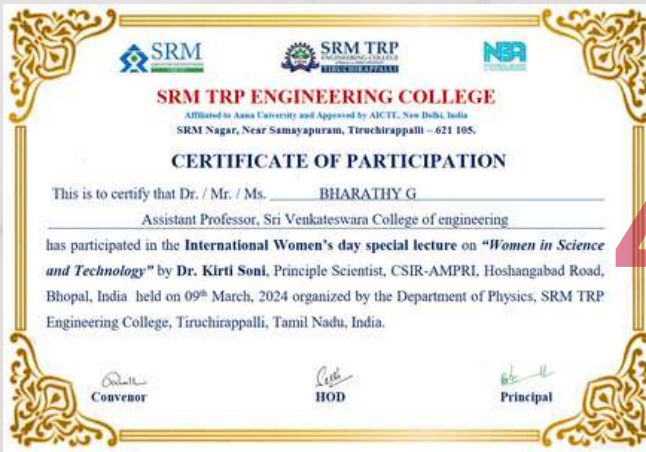 SRM
SRM TRP
ENGINEERING COLLEGE
TIRUCHIRAPPALLI
NBA
SRM TRP ENGINEERING COLLEGE
Affiliated to Anna University and Approved by AICTE, New Delhi, India
SRM Nagar, Near Samayapuram, Tiruchirappalli – 621 105.
CERTIFICATE OF PARTICIPATION
This is to certify that Dr. / Mr. / Ms. BHARATHY G
Assistant Professor, Sri Venkateswara College of engineering
has participated in the International Women's day special lecture on "Women in Science
and Technology" by Dr. Kirti Soni, Principle Scientist, CSIR-AMPRI, Hoshangabad Road,
Bhopal, India held on 09th March, 2024 organized by the Department of Physics, SRM TRP
Engineering College, Tiruchirappalli, Tamil Nadu, India.
Convenor HOD Principal